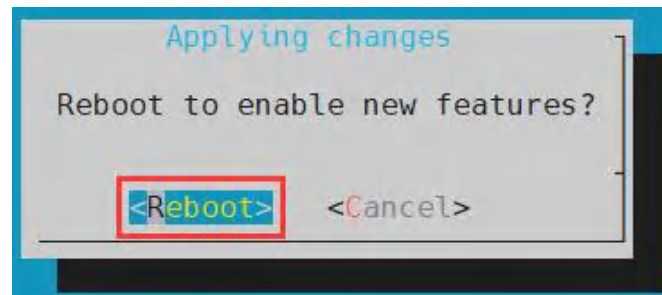 Applying changes
Reboot to enable new features?
<Reboot> <Cancel>